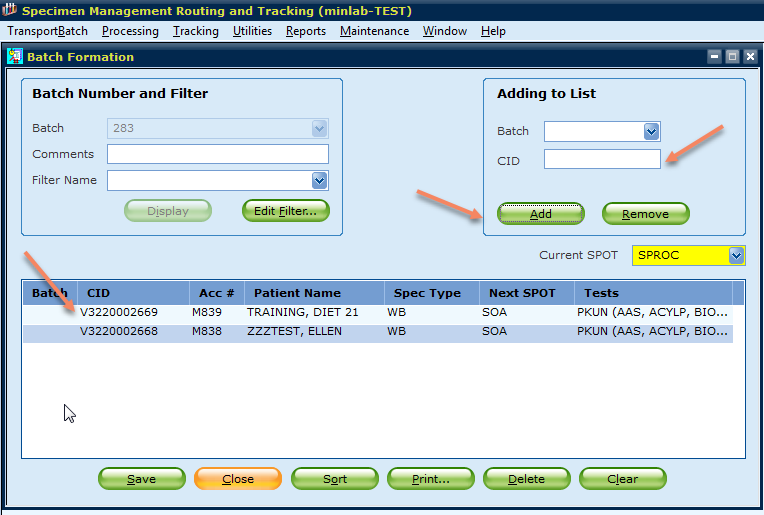 Specimen Management Routing and Tracking (minlab-TEST)
TransportBatch Processing Tracking Utilities Reports Maintenance Window Help
Batch Formation
Batch Number and Filter
Batch 283
Comments
Filter Name
Display Edit Filter...
Adding to List
Batch
CID
Add Remove
Current SPOT SPROC
Batch CID Acc # Patient Name Spec Type Next SPOT Tests
V3220002669 M839 TRAINING, DIET 21 WB SOA PKUN (AAS, ACYLP, BIO...
V3220002668 M838 ZZZTEST, ELLEN WB SOA PKUN (AAS, ACYLP, BIO...
Save Close Sort Print... Delete Clear